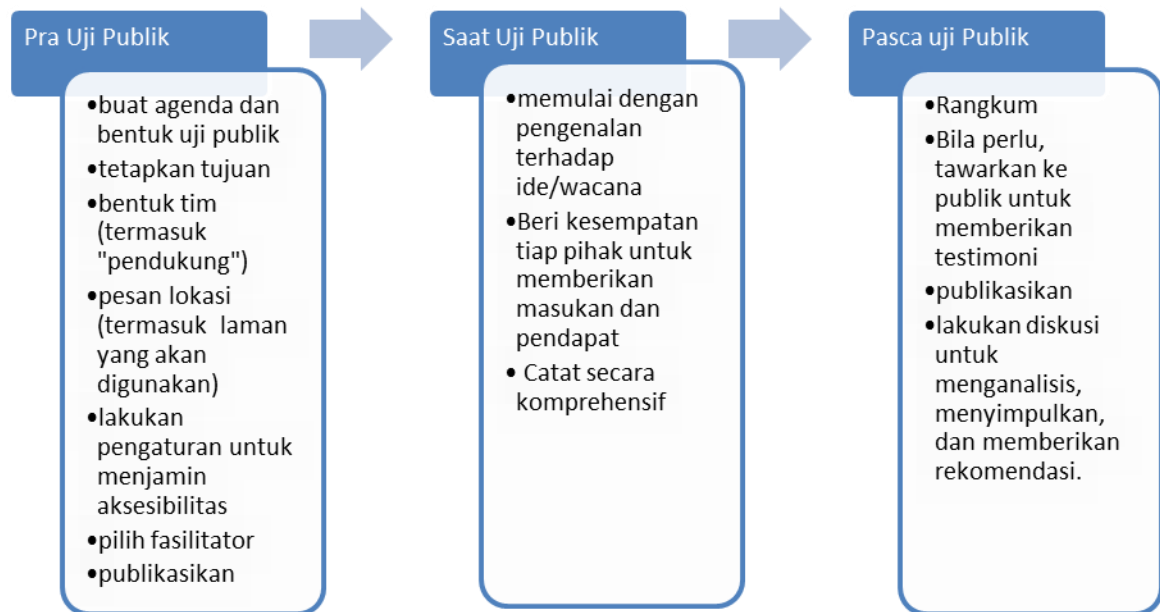 Pra Uji Publik
•buat agenda dan
bentuk uji publik
•tetapkan tujuan
•bentuk tim
(termasuk
"pendukung")
•pesan lokasi
(termasuk laman
yang akan
digunakan)
•lakukan
pengaturan untuk
menjamin
aksesibilitas
•pilih fasilitator
•publikasikan
Saat Uji Publik
•memulai dengan
pengenalan
terhadap
ide/wacana
•Beri kesempatan
tiap pihak untuk
memberikan
masukan dan
pendapat
• Catat secara
komprehensif
Pasca uji Publik
•Rangkum
•Bila perlu,
tawarkan ke
publik untuk
memberikan
testimoni
•publikasikan
•lakukan diskusi
untuk
menganalisis,
menyimpulkan,
dan memberikan
rekomendasi.